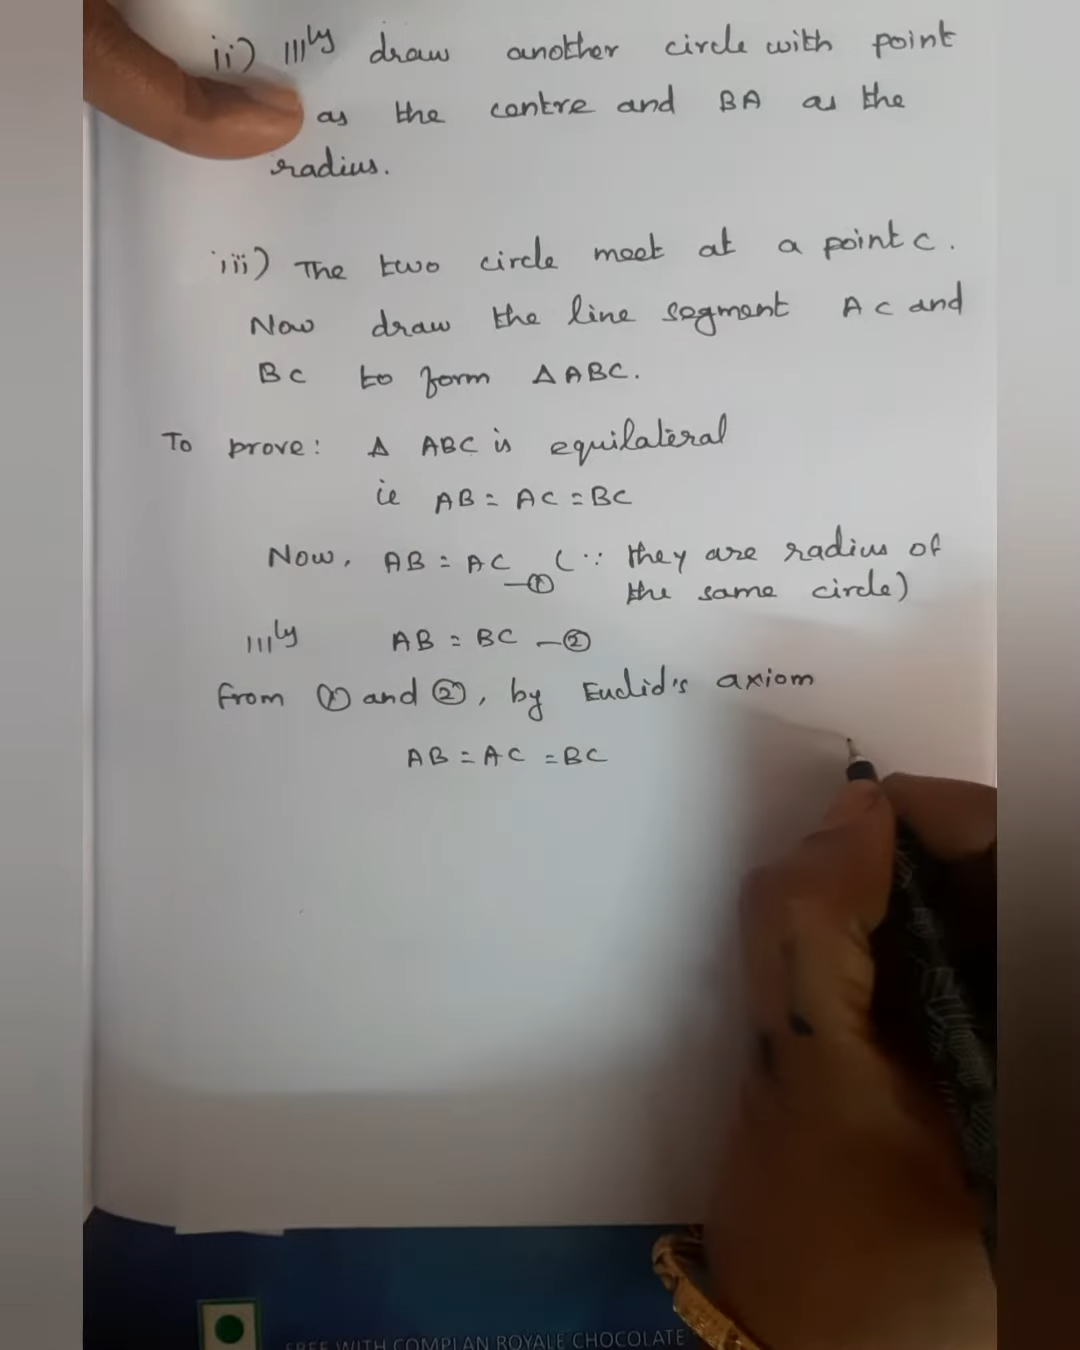 ii) |||ly draw another circle with point
as the centre and BA as the
radius.
iii) The two circle meet at a point C.
Now draw the line segment AC and
BC to form ΔABC.
To prove: Δ ABC is equilateral
ie AB = AC = BC
Now, AB = AC —① (∵ they are radius of
the same circle)
|||ly AB = BC —②
From ① and ②, by Euclid's axiom
AB = AC = BC
FREE WITH COMPLAN ROYALE CHOCOLATE